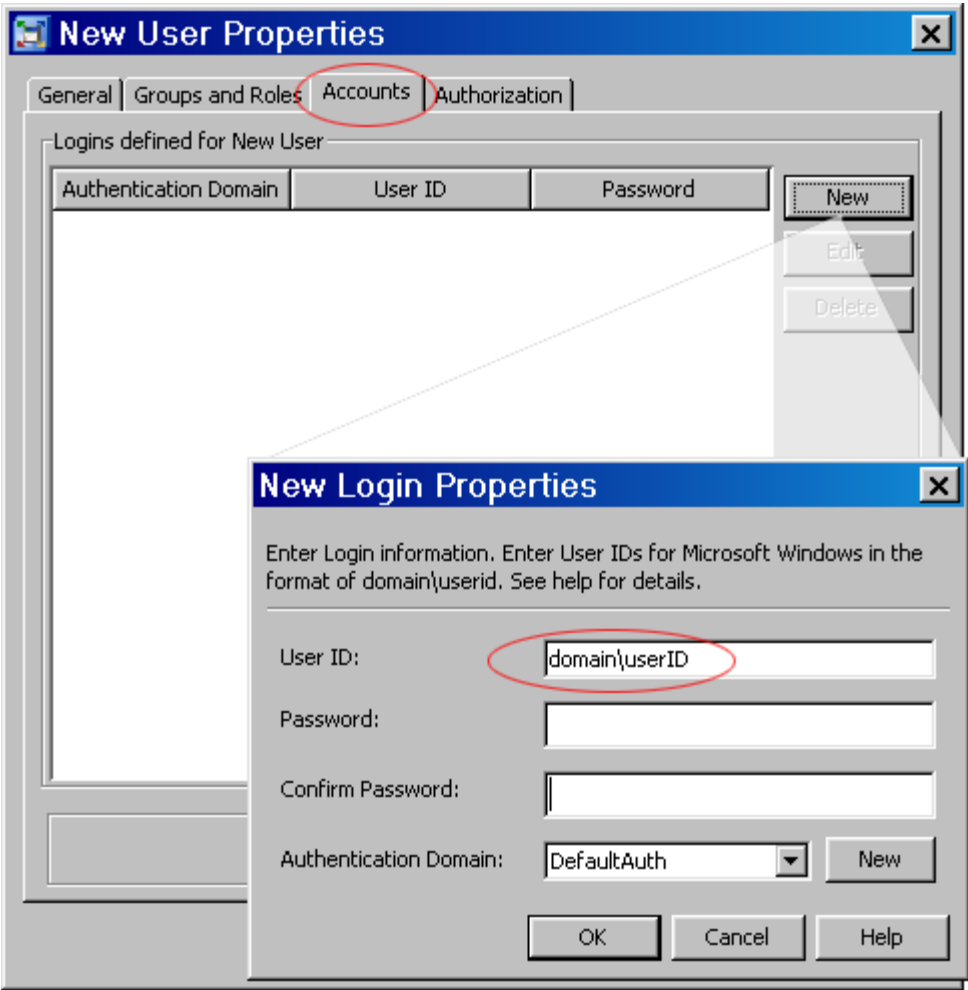 New User Properties
General Groups and Roles Accounts Authorization
Logins defined for New User
Authentication Domain User ID Password
New
Edit
Delete
New Login Properties
Enter Login information. Enter User IDs for Microsoft Windows in the
format of domain\userid. See help for details.
User ID: domain\userID
Password:
Confirm Password:
Authentication Domain: DefaultAuth New
OK Cancel Help